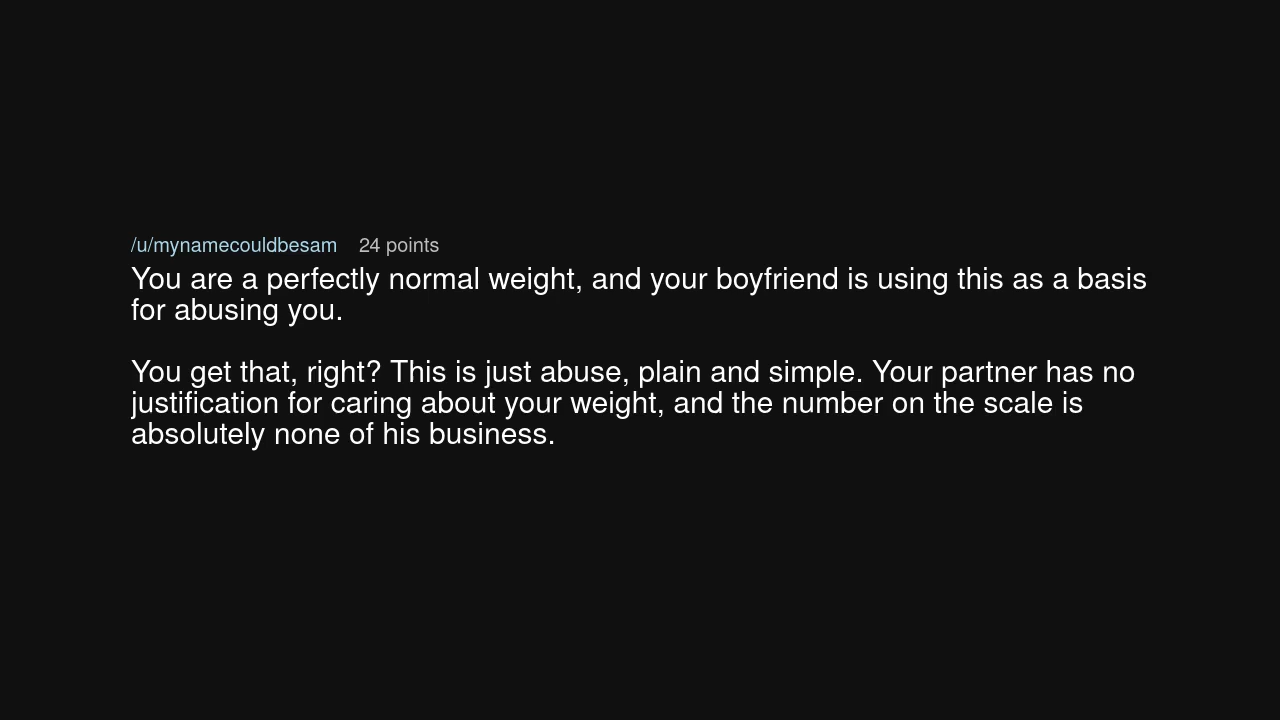 /u/mynamecouldbesam 24 points
You are a perfectly normal weight, and your boyfriend is using this as a basis
for abusing you.
You get that, right? This is just abuse, plain and simple. Your partner has no
justification for caring about your weight, and the number on the scale is
absolutely none of his business.